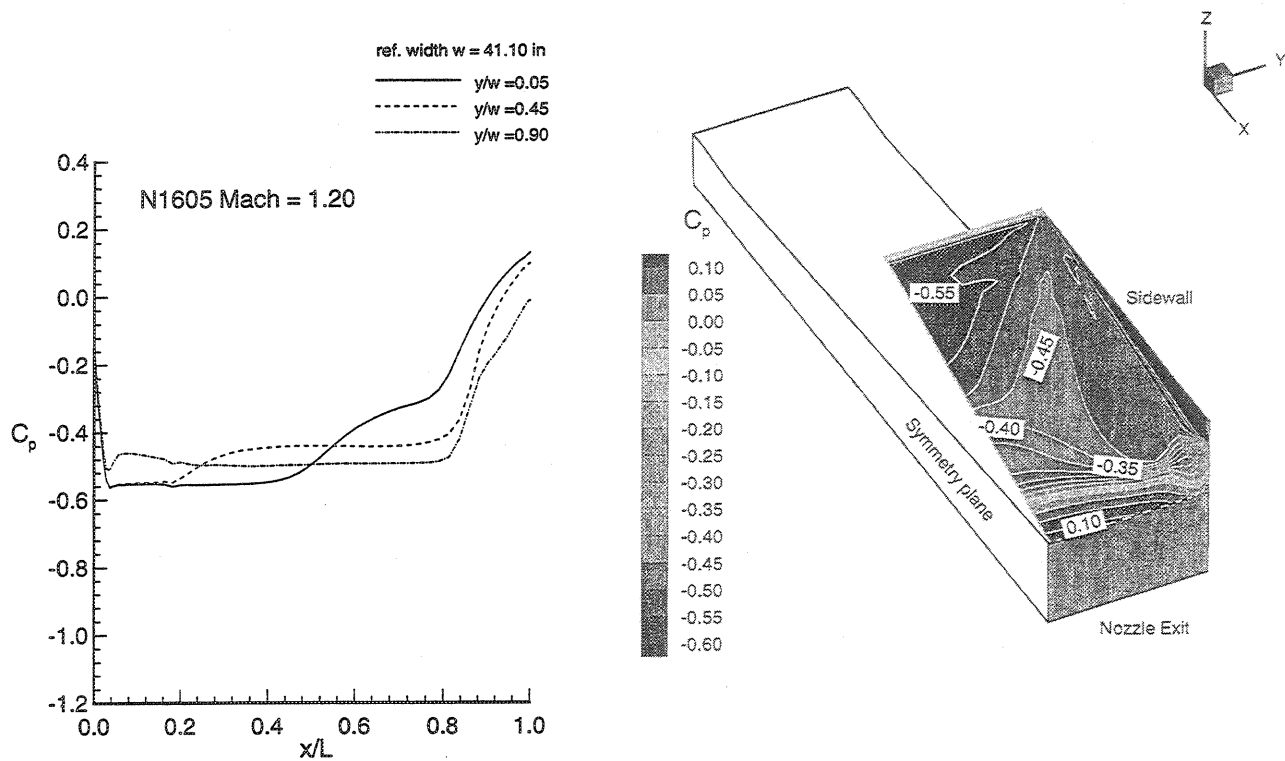 ref. width w = 41.10 in
y/w =0.05
y/w =0.45
y/w =0.90
N1605 Mach = 1.20
0.4
0.2
0.0
-0.2
-0.4
-0.6
-0.8
-1.0
-1.2
Cp
0.0 0.2 0.4 0.6 0.8 1.0
x/L
Z
Y
X
Cp
0.10
0.05
0.00
-0.05
-0.10
-0.15
-0.20
-0.25
-0.30
-0.35
-0.40
-0.45
-0.50
-0.55
-0.60
-0.55
-0.45
-0.40
-0.35
0.10
Sidewall
Symmetry plane
Nozzle Exit